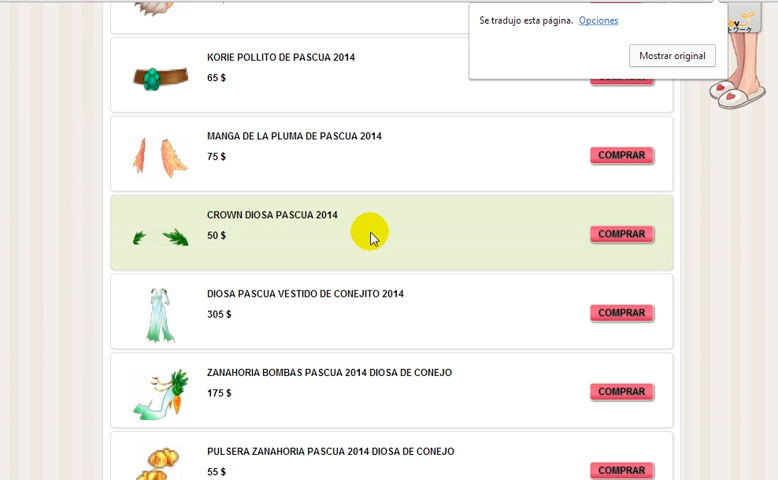 Se tradujo esta página. Opciones
Mostrar original
KORIE POLLITO DE PASCUA 2014
65 $
MANGA DE LA PLUMA DE PASCUA 2014
75 $
COMPRAR
CROWN DIOSA PASCUA 2014
50 $
COMPRAR
DIOSA PASCUA VESTIDO DE CONEJITO 2014
305 $
COMPRAR
ZANAHORIA BOMBAS PASCUA 2014 DIOSA DE CONEJO
175 $
COMPRAR
PULSERA ZANAHORIA PASCUA 2014 DIOSA DE CONEJO
55 $
COMPRAR